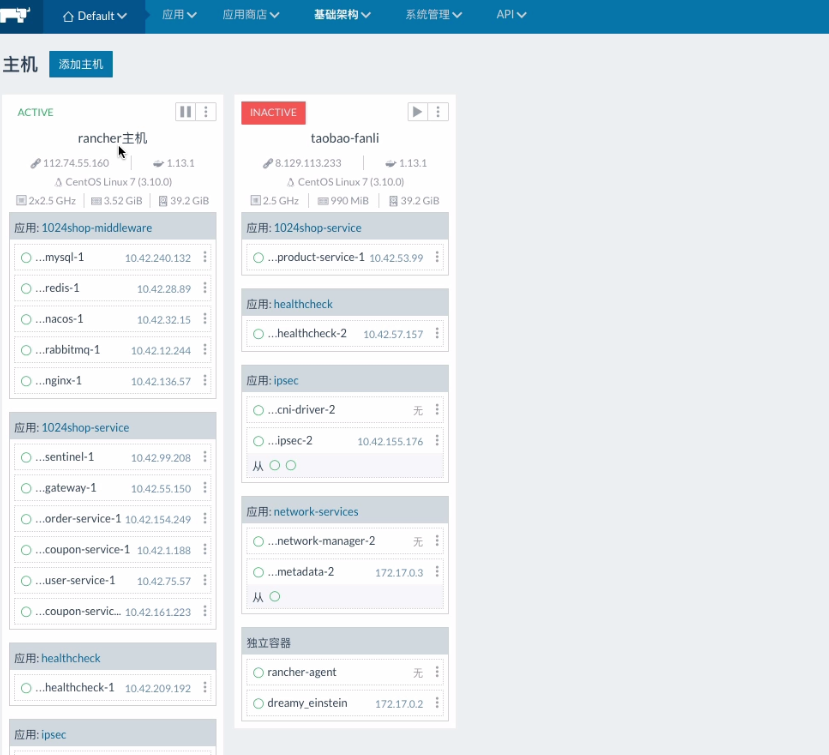 Default 应用 应用商店 基础架构 系统管理 API
主机 添加主机
ACTIVE
rancher主机
112.74.55.160 1.13.1
CentOS Linux 7 (3.10.0)
2x2.5 GHz 3.52 GiB 39.2 GiB
应用: 1024shop-middleware
...mysql-1 10.42.240.132
...redis-1 10.42.28.89
...nacos-1 10.42.32.15
...rabbitmq-1 10.42.12.244
...nginx-1 10.42.136.57
应用: 1024shop-service
...sentinel-1 10.42.99.208
...gateway-1 10.42.55.150
...order-service-1 10.42.154.249
...coupon-service-1 10.42.1.188
...user-service-1 10.42.75.57
...coupon-servic... 10.42.161.223
应用: healthcheck
...healthcheck-1 10.42.209.192
应用: ipsec
INACTIVE
taobao-fanli
8.129.113.233 1.13.1
CentOS Linux 7 (3.10.0)
2.5 GHz 990 MiB 39.2 GiB
应用: 1024shop-service
...product-service-1 10.42.53.99
应用: healthcheck
...healthcheck-2 10.42.57.157
应用: ipsec
...cni-driver-2 无
...ipsec-2 10.42.155.176
从
应用: network-services
...network-manager-2 无
...metadata-2 172.17.0.3
从
独立容器
rancher-agent 无
dreamy_einstein 172.17.0.2